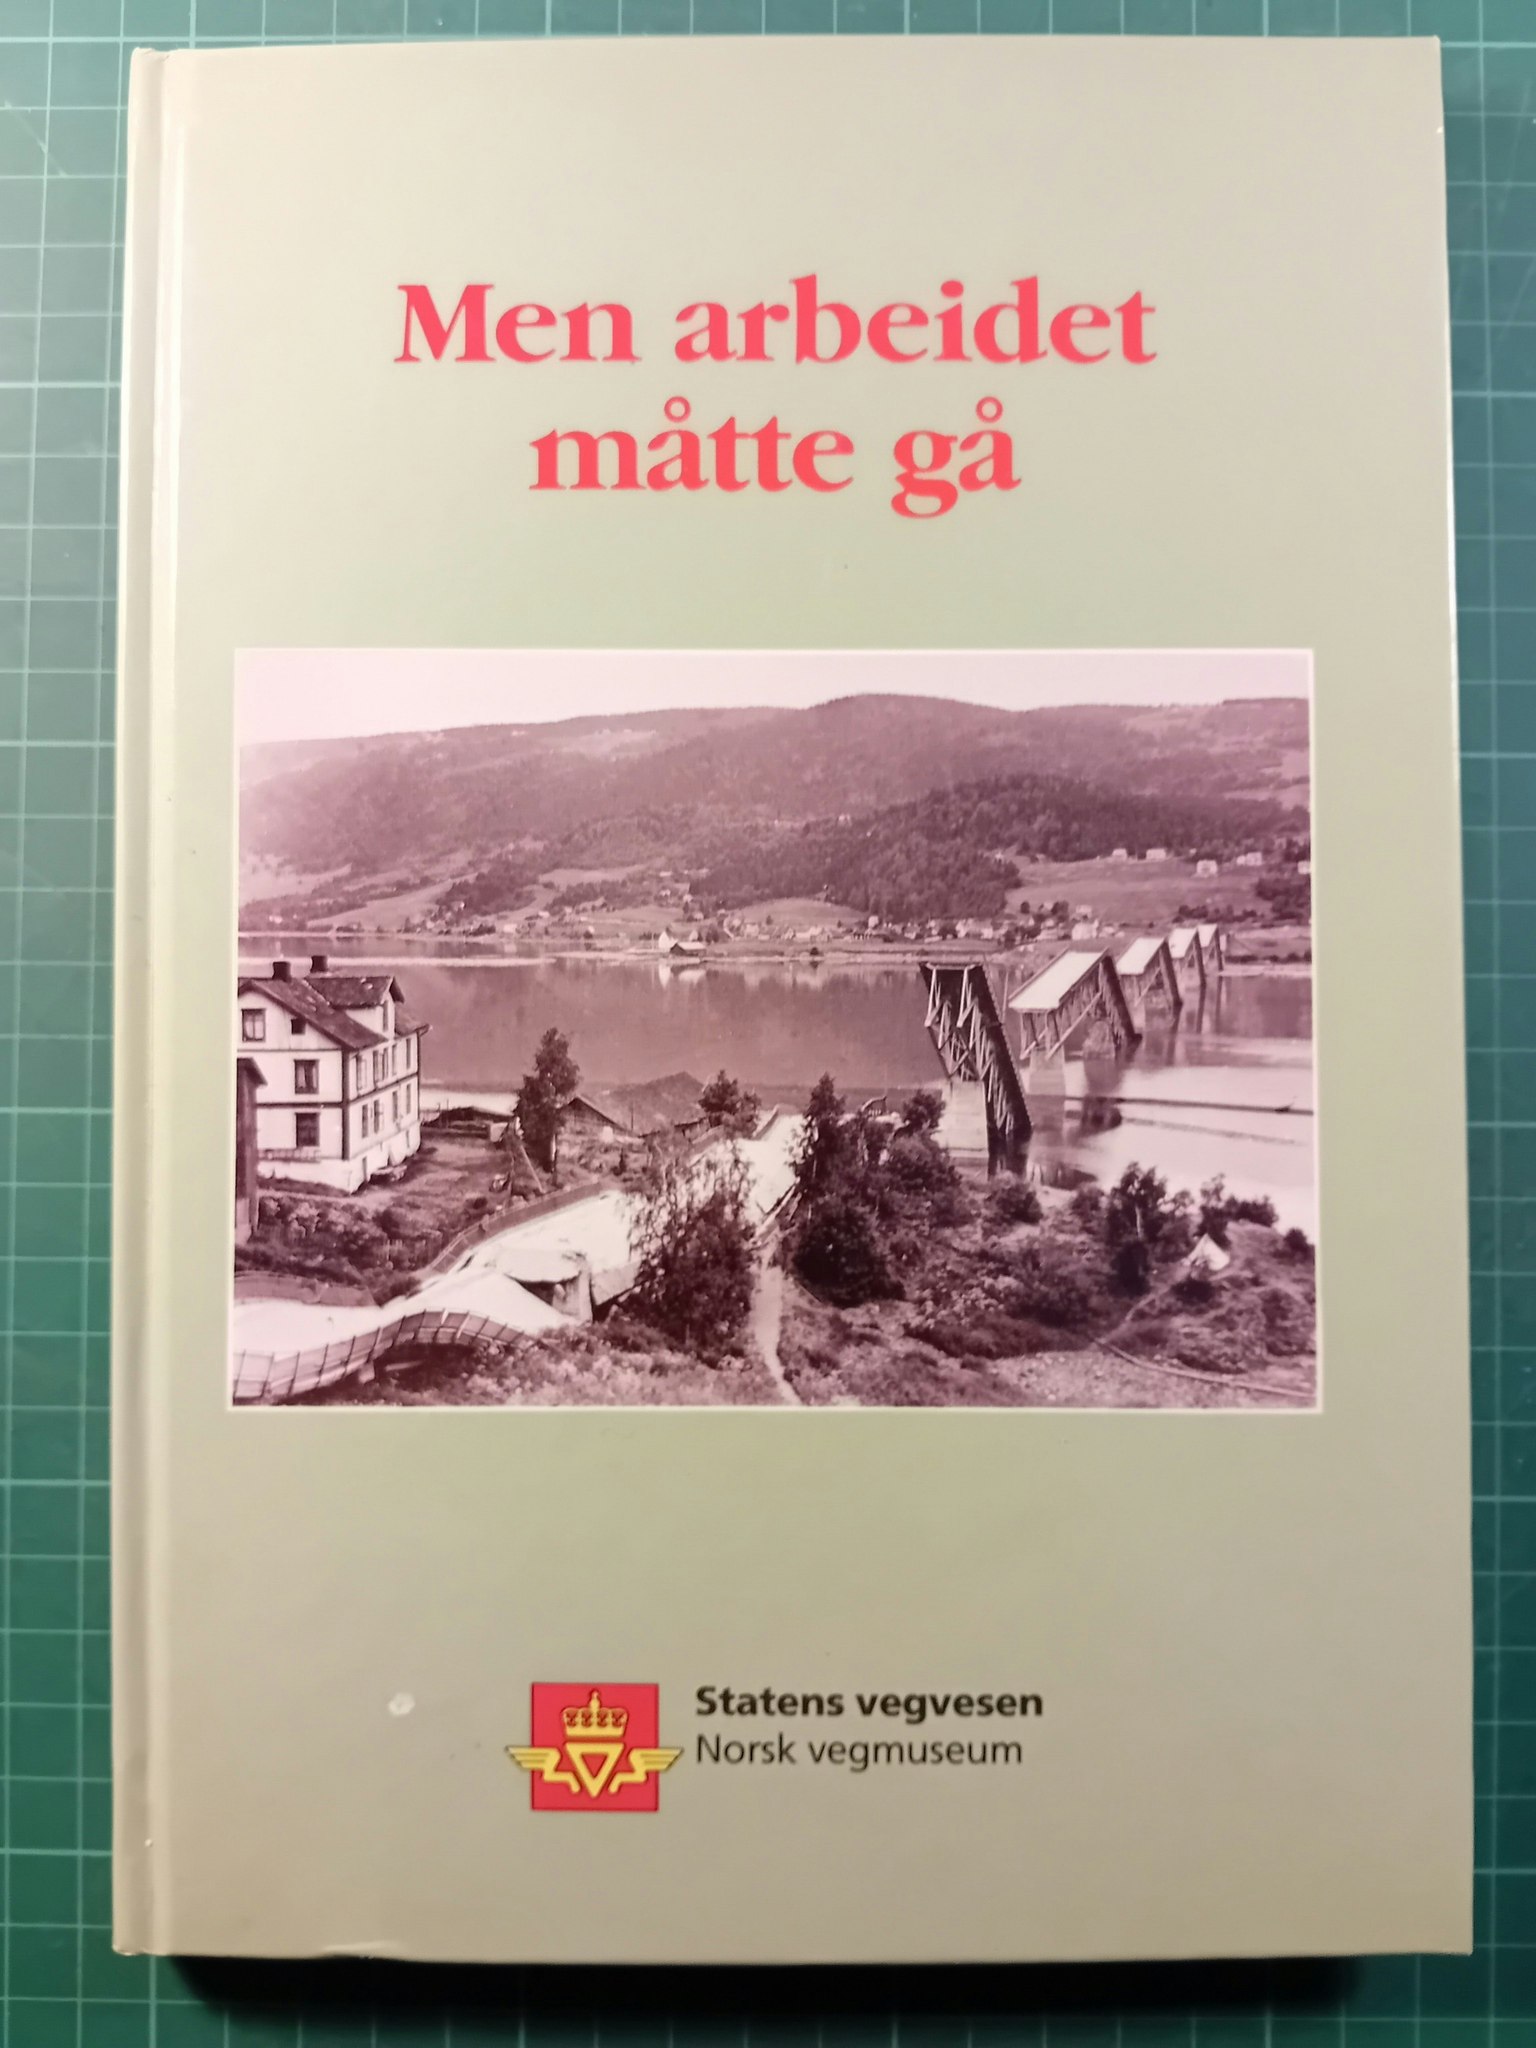 Men arbeidet
måtte gå
Statens vegvesen
Norsk vegmuseum